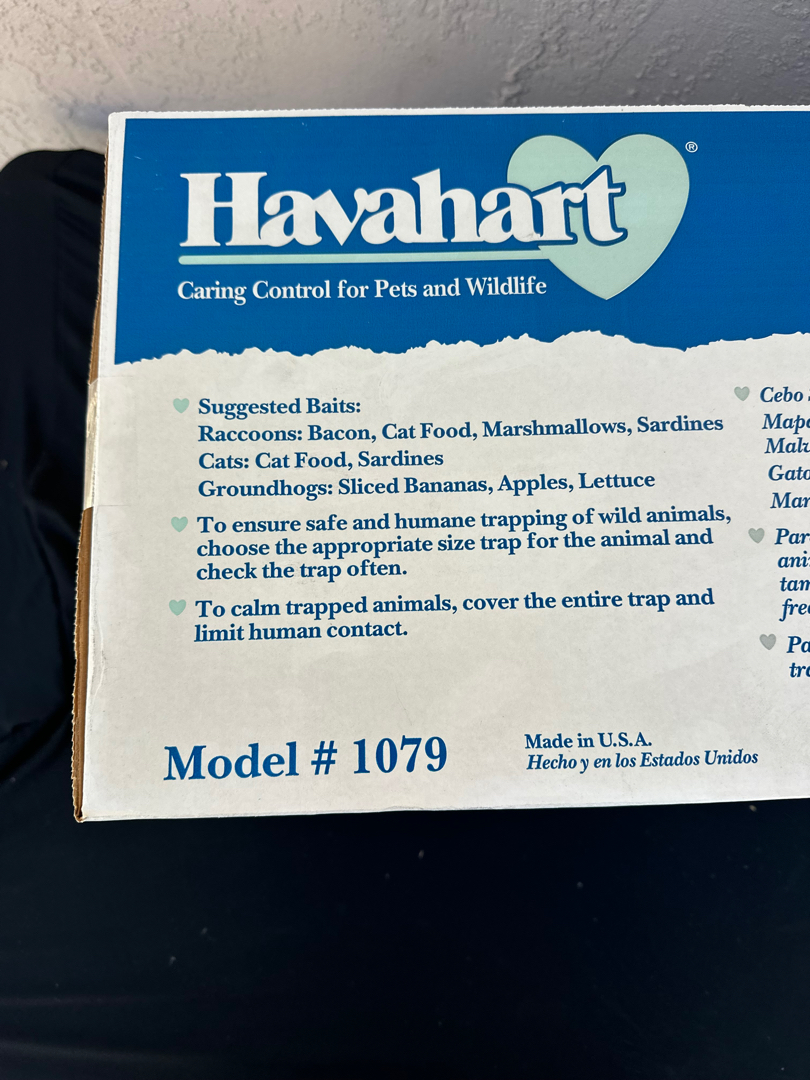 Havahart®
Caring Control for Pets and Wildlife
Suggested Baits:
Raccoons: Bacon, Cat Food, Marshmallows, Sardines
Cats: Cat Food, Sardines
Groundhogs: Sliced Bananas, Apples, Lettuce
To ensure safe and humane trapping of wild animals,
choose the appropriate size trap for the animal and
check the trap often.
To calm trapped animals, cover the entire trap and
limit human contact.
Model # 1079
Made in U.S.A.
Hecho y en los Estados Unidos
Cebo